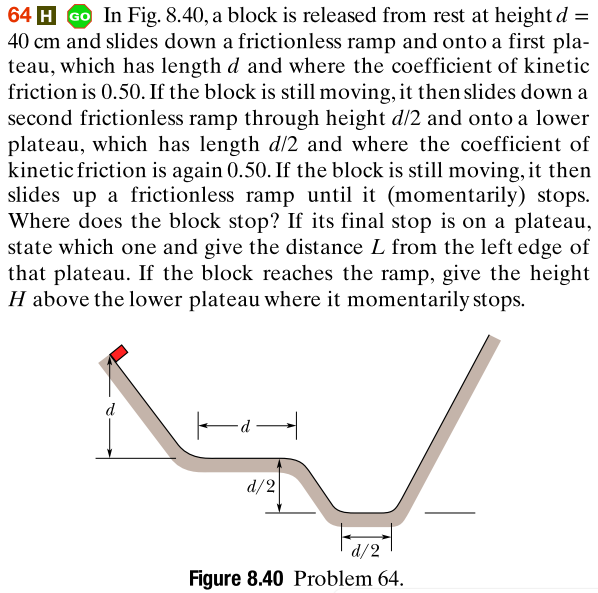 64 H GO In Fig. 8.40, a block is released from rest at height d =
40 cm and slides down a frictionless ramp and onto a first pla-
teau, which has length d and where the coefficient of kinetic
friction is 0.50. If the block is still moving, it then slides down a
second frictionless ramp through height d/2 and onto a lower
plateau, which has length d/2 and where the coefficient of
kinetic friction is again 0.50. If the block is still moving, it then
slides up a frictionless ramp until it (momentarily) stops.
Where does the block stop? If its final stop is on a plateau,
state which one and give the distance L from the left edge of
that plateau. If the block reaches the ramp, give the height
H above the lower plateau where it momentarily stops.
d
d
d/2
d/2
Figure 8.40 Problem 64.